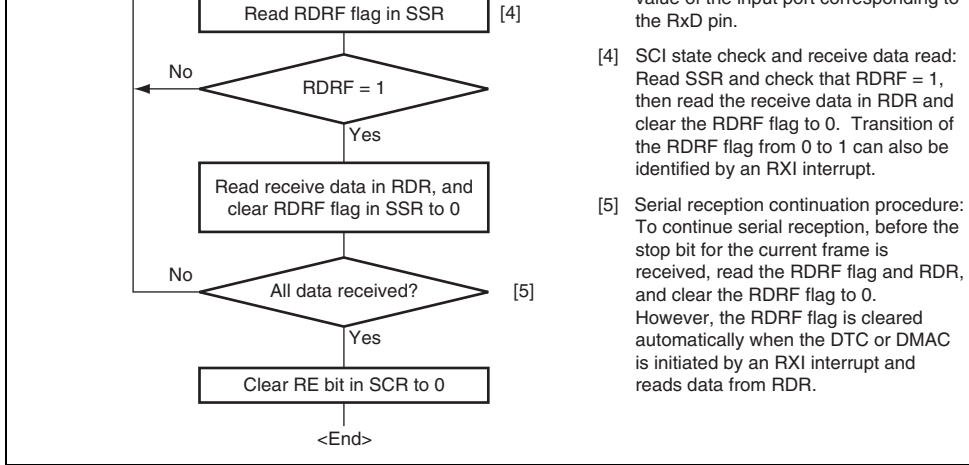 Read RDRF flag in SSR
[4]
No
RDRF = 1
Yes
Read receive data in RDR, and
clear RDRF flag in SSR to 0
No
All data received?
[5]
Yes
Clear RE bit in SCR to 0
<End>
value of the input port corresponding to
the RxD pin.
[4] SCI state check and receive data read:
Read SSR and check that RDRF = 1,
then read the receive data in RDR and
clear the RDRF flag to 0. Transition of
the RDRF flag from 0 to 1 can also be
identified by an RXI interrupt.
[5] Serial reception continuation procedure:
To continue serial reception, before the
stop bit for the current frame is
received, read the RDRF flag and RDR,
and clear the RDRF flag to 0.
However, the RDRF flag is cleared
automatically when the DTC or DMAC
is initiated by an RXI interrupt and
reads data from RDR.